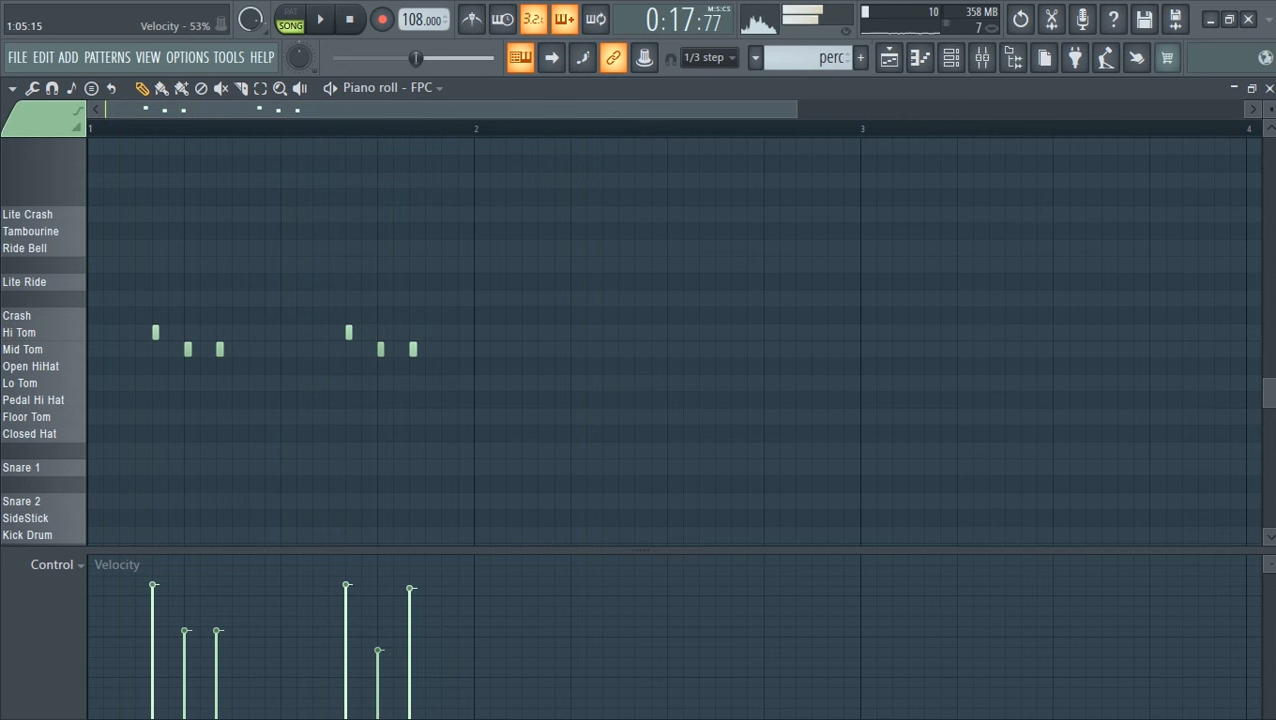 1:05:15 Velocity - 53% PAT SONG 108.000 3.2.: 0:17:77 M:S:CS 10 358 MB 7
FILE EDIT ADD PATTERNS VIEW OPTIONS TOOLS HELP 1/3 step perc
Piano roll - FPC
1 2 3 4
Lite Crash
Tambourine
Ride Bell
Lite Ride
Crash
Hi Tom
Mid Tom
Open HiHat
Lo Tom
Pedal Hi Hat
Floor Tom
Closed Hat
Snare 1
Snare 2
SideStick
Kick Drum
Control Velocity